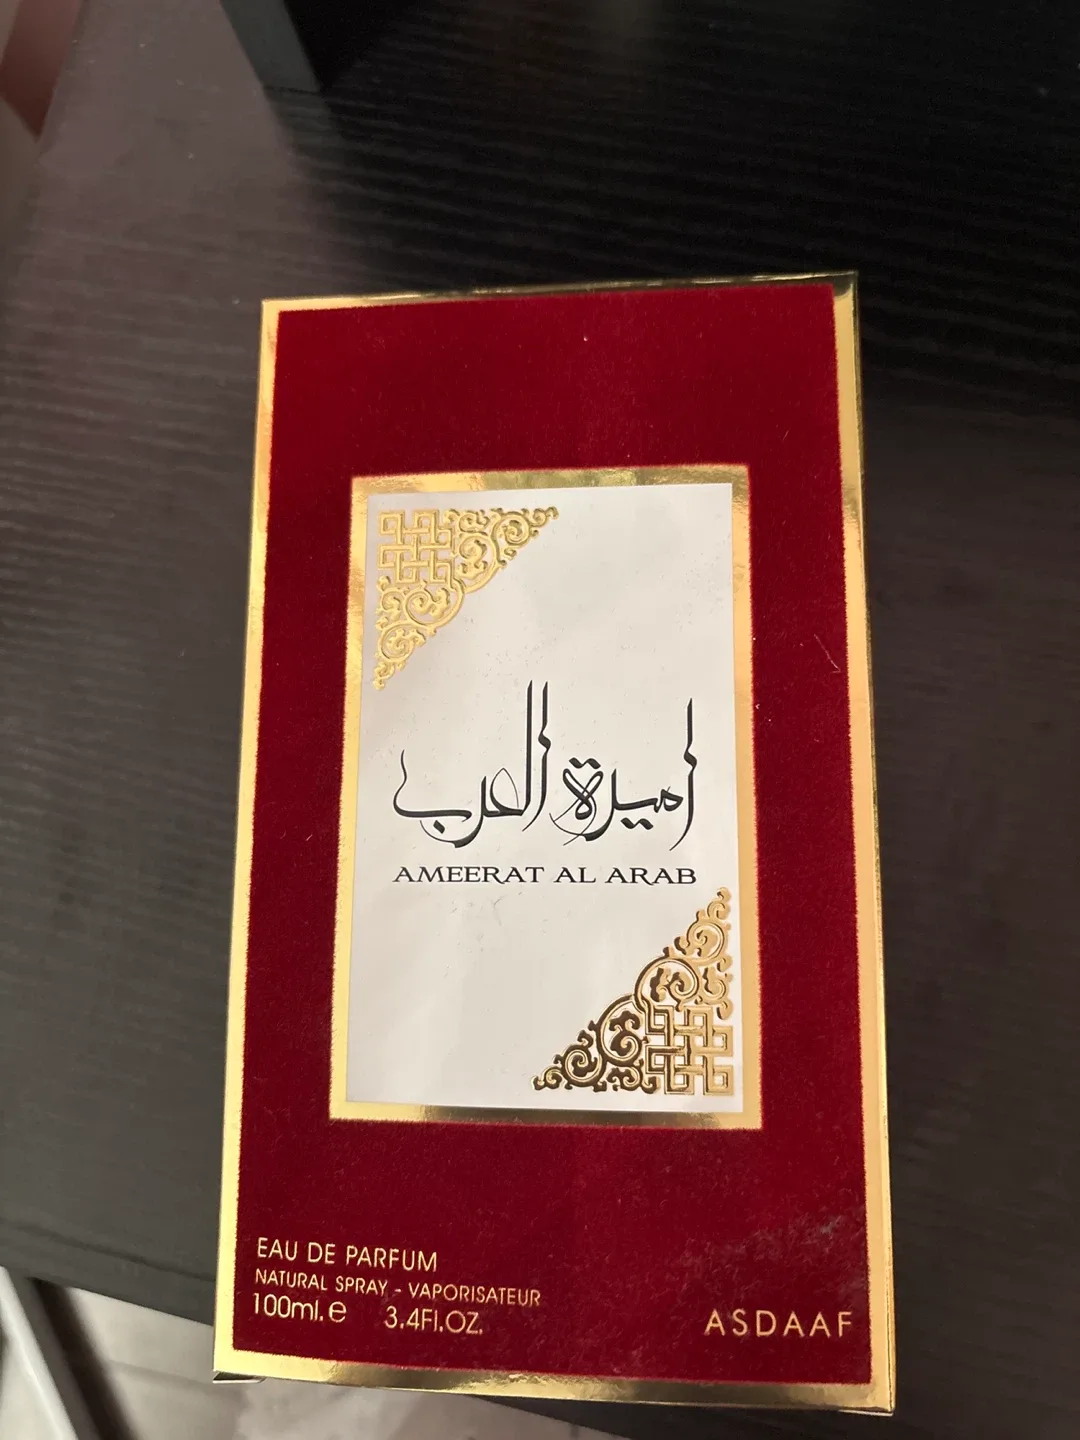 اميرة العرب
AMEERAT AL ARAB
EAU DE PARFUM
NATURAL SPRAY - VAPORISATEUR
100ml. e 3.4Fl.OZ.
ASDAAF